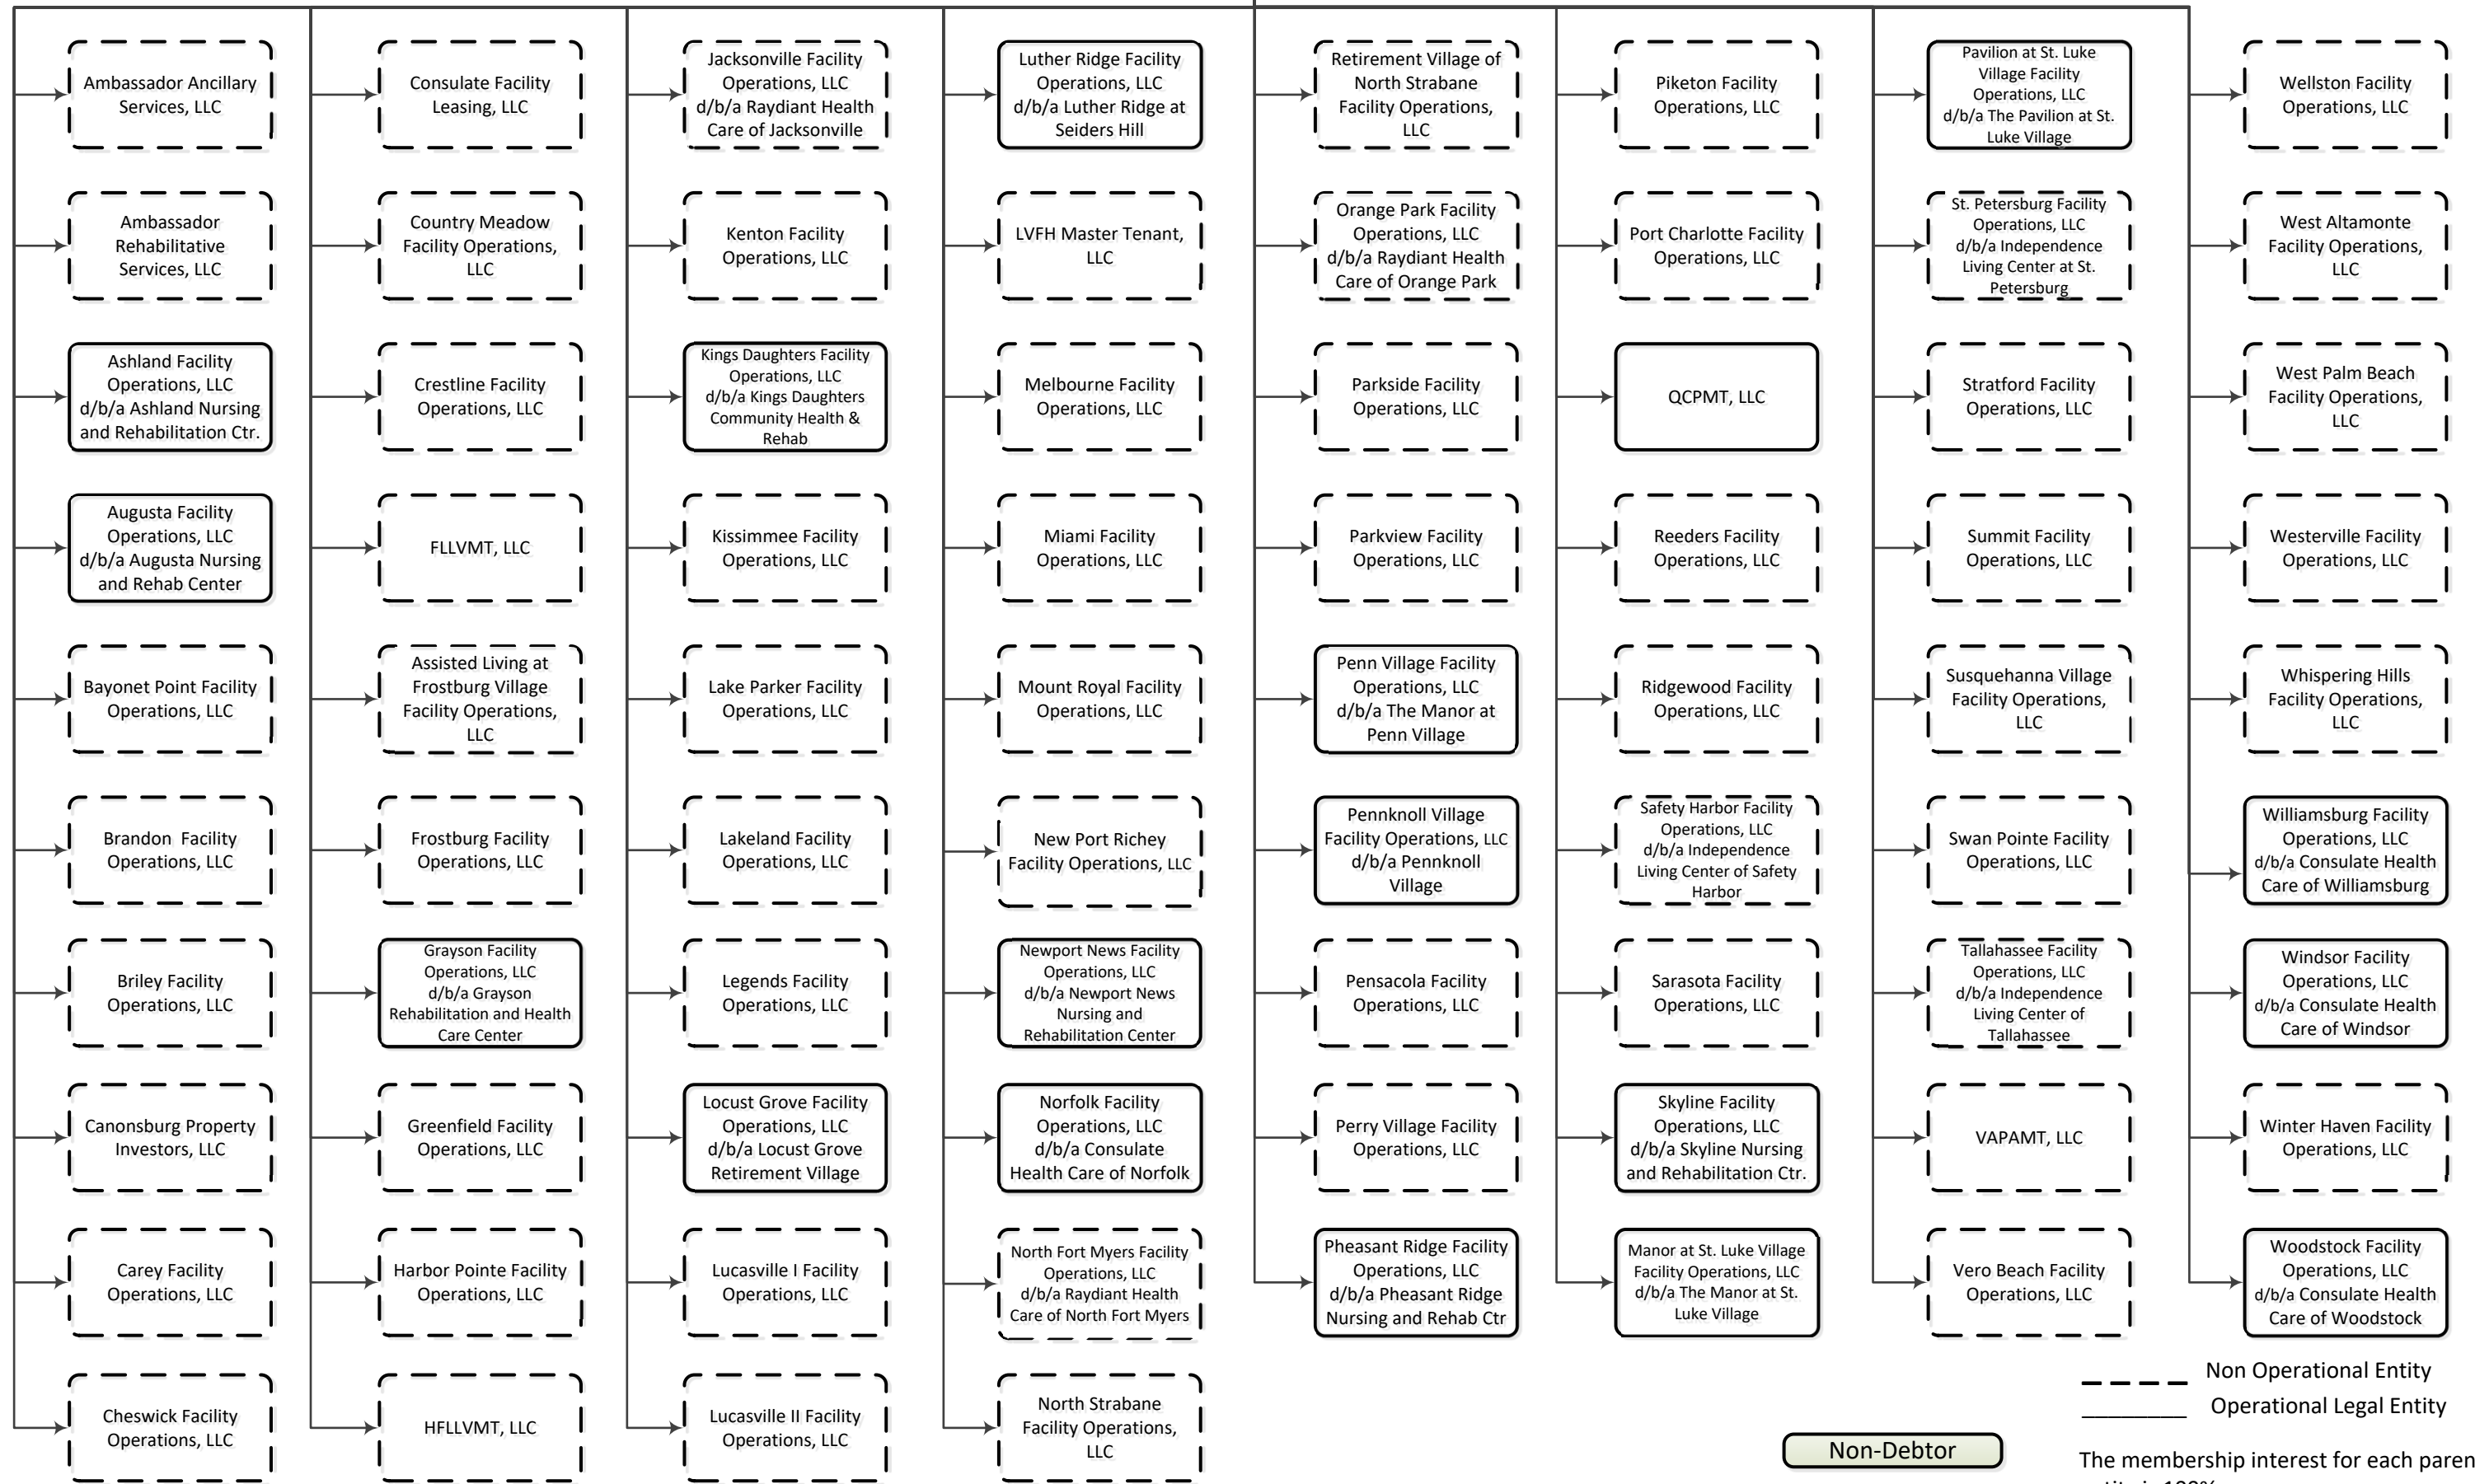 Ambassador Ancillary
Services, LLC
Ambassador
Rehabilitative
Services, LLC
Ashland Facility
Operations, LLC
d/b/a Ashland Nursing
and Rehabilitation Ctr.
Augusta Facility
Operations, LLC
d/b/a Augusta Nursing
and Rehab Center
Bayonet Point Facility
Operations, LLC
Brandon Facility
Operations, LLC
Briley Facility
Operations, LLC
Canonsburg Property
Investors, LLC
Carey Facility
Operations, LLC
Cheswick Facility
Operations, LLC
Consulate Facility
Leasing, LLC
Country Meadow
Facility Operations,
LLC
Crestline Facility
Operations, LLC
FLLVMT, LLC
Assisted Living at
Frostburg Village
Facility Operations,
LLC
Frostburg Facility
Operations, LLC
Grayson Facility
Operations, LLC
d/b/a Grayson
Rehabilitation and Health
Care Center
Greenfield Facility
Operations, LLC
Harbor Pointe Facility
Operations, LLC
HFLLVMT, LLC
Jacksonville Facility
Operations, LLC
d/b/a Raydiant Health
Care of Jacksonville
Kenton Facility
Operations, LLC
Kings Daughters Facility
Operations, LLC
d/b/a Kings Daughters
Community Health &
Rehab
Kissimmee Facility
Operations, LLC
Lake Parker Facility
Operations, LLC
Lakeland Facility
Operations, LLC
Legends Facility
Operations, LLC
Locust Grove Facility
Operations, LLC
d/b/a Locust Grove
Retirement Village
Lucasville I Facility
Operations, LLC
Lucasville II Facility
Operations, LLC
Luther Ridge Facility
Operations, LLC
d/b/a Luther Ridge at
Seiders Hill
LVFH Master Tenant,
LLC
Melbourne Facility
Operations, LLC
Miami Facility
Operations, LLC
Mount Royal Facility
Operations, LLC
New Port Richey
Facility Operations, LLC
Newport News Facility
Operations, LLC
d/b/a Newport News
Nursing and
Rehabilitation Center
Norfolk Facility
Operations, LLC
d/b/a Consulate
Health Care of Norfolk
North Fort Myers Facility
Operations, LLC
d/b/a Raydiant Health
Care of North Fort Myers
North Strabane
Facility Operations,
LLC
Retirement Village of
North Strabane
Facility Operations,
LLC
Orange Park Facility
Operations, LLC
d/b/a Raydiant Health
Care of Orange Park
Parkside Facility
Operations, LLC
Parkview Facility
Operations, LLC
Penn Village Facility
Operations, LLC
d/b/a The Manor at
Penn Village
Pennknoll Village
Facility Operations, LLC
d/b/a Pennknoll
Village
Pensacola Facility
Operations, LLC
Perry Village Facility
Operations, LLC
Pheasant Ridge Facility
Operations, LLC
d/b/a Pheasant Ridge
Nursing and Rehab Ctr
Piketon Facility
Operations, LLC
Port Charlotte Facility
Operations, LLC
QCPMT, LLC
Reeders Facility
Operations, LLC
Ridgewood Facility
Operations, LLC
Safety Harbor Facility
Operations, LLC
d/b/a Independence
Living Center of Safety
Harbor
Sarasota Facility
Operations, LLC
Skyline Facility
Operations, LLC
d/b/a Skyline Nursing
and Rehabilitation Ctr.
Manor at St. Luke Village
Facility Operations, LLC
d/b/a The Manor at St.
Luke Village
Pavilion at St. Luke
Village Facility
Operations, LLC
d/b/a The Pavilion at St.
Luke Village
St. Petersburg Facility
Operations, LLC
d/b/a Independence
Living Center at St.
Petersburg
Stratford Facility
Operations, LLC
Summit Facility
Operations, LLC
Susquehanna Village
Facility Operations,
LLC
Swan Pointe Facility
Operations, LLC
Tallahassee Facility
Operations, LLC
d/b/a Independence
Living Center of
Tallahassee
VAPAMT, LLC
Vero Beach Facility
Operations, LLC
Wellston Facility
Operations, LLC
West Altamonte
Facility Operations,
LLC
West Palm Beach
Facility Operations,
LLC
Westerville Facility
Operations, LLC
Whispering Hills
Facility Operations,
LLC
Williamsburg Facility
Operations, LLC
d/b/a Consulate Health
Care of Williamsburg
Windsor Facility
Operations, LLC
d/b/a Consulate Health
Care of Windsor
Winter Haven Facility
Operations, LLC
Woodstock Facility
Operations, LLC
d/b/a Consulate Health
Care of Woodstock
Non Operational Entity
Operational Legal Entity
Non-Debtor
The membership interest for each paren